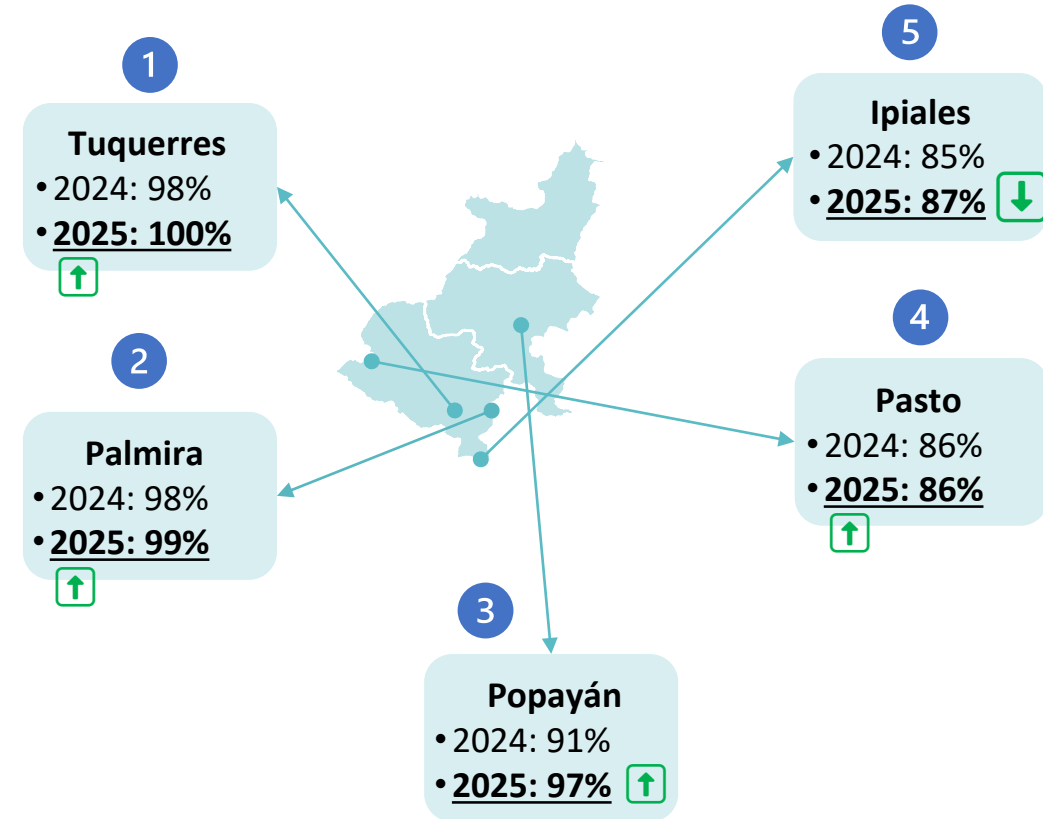 1
Tuquerres
• 2024: 98%
• 2025: 100%
2
Palmira
• 2024: 98%
• 2025: 99%
3
Popayán
• 2024: 91%
• 2025: 97%
4
Pasto
• 2024: 86%
• 2025: 86%
5
Ipiales
• 2024: 85%
• 2025: 87%